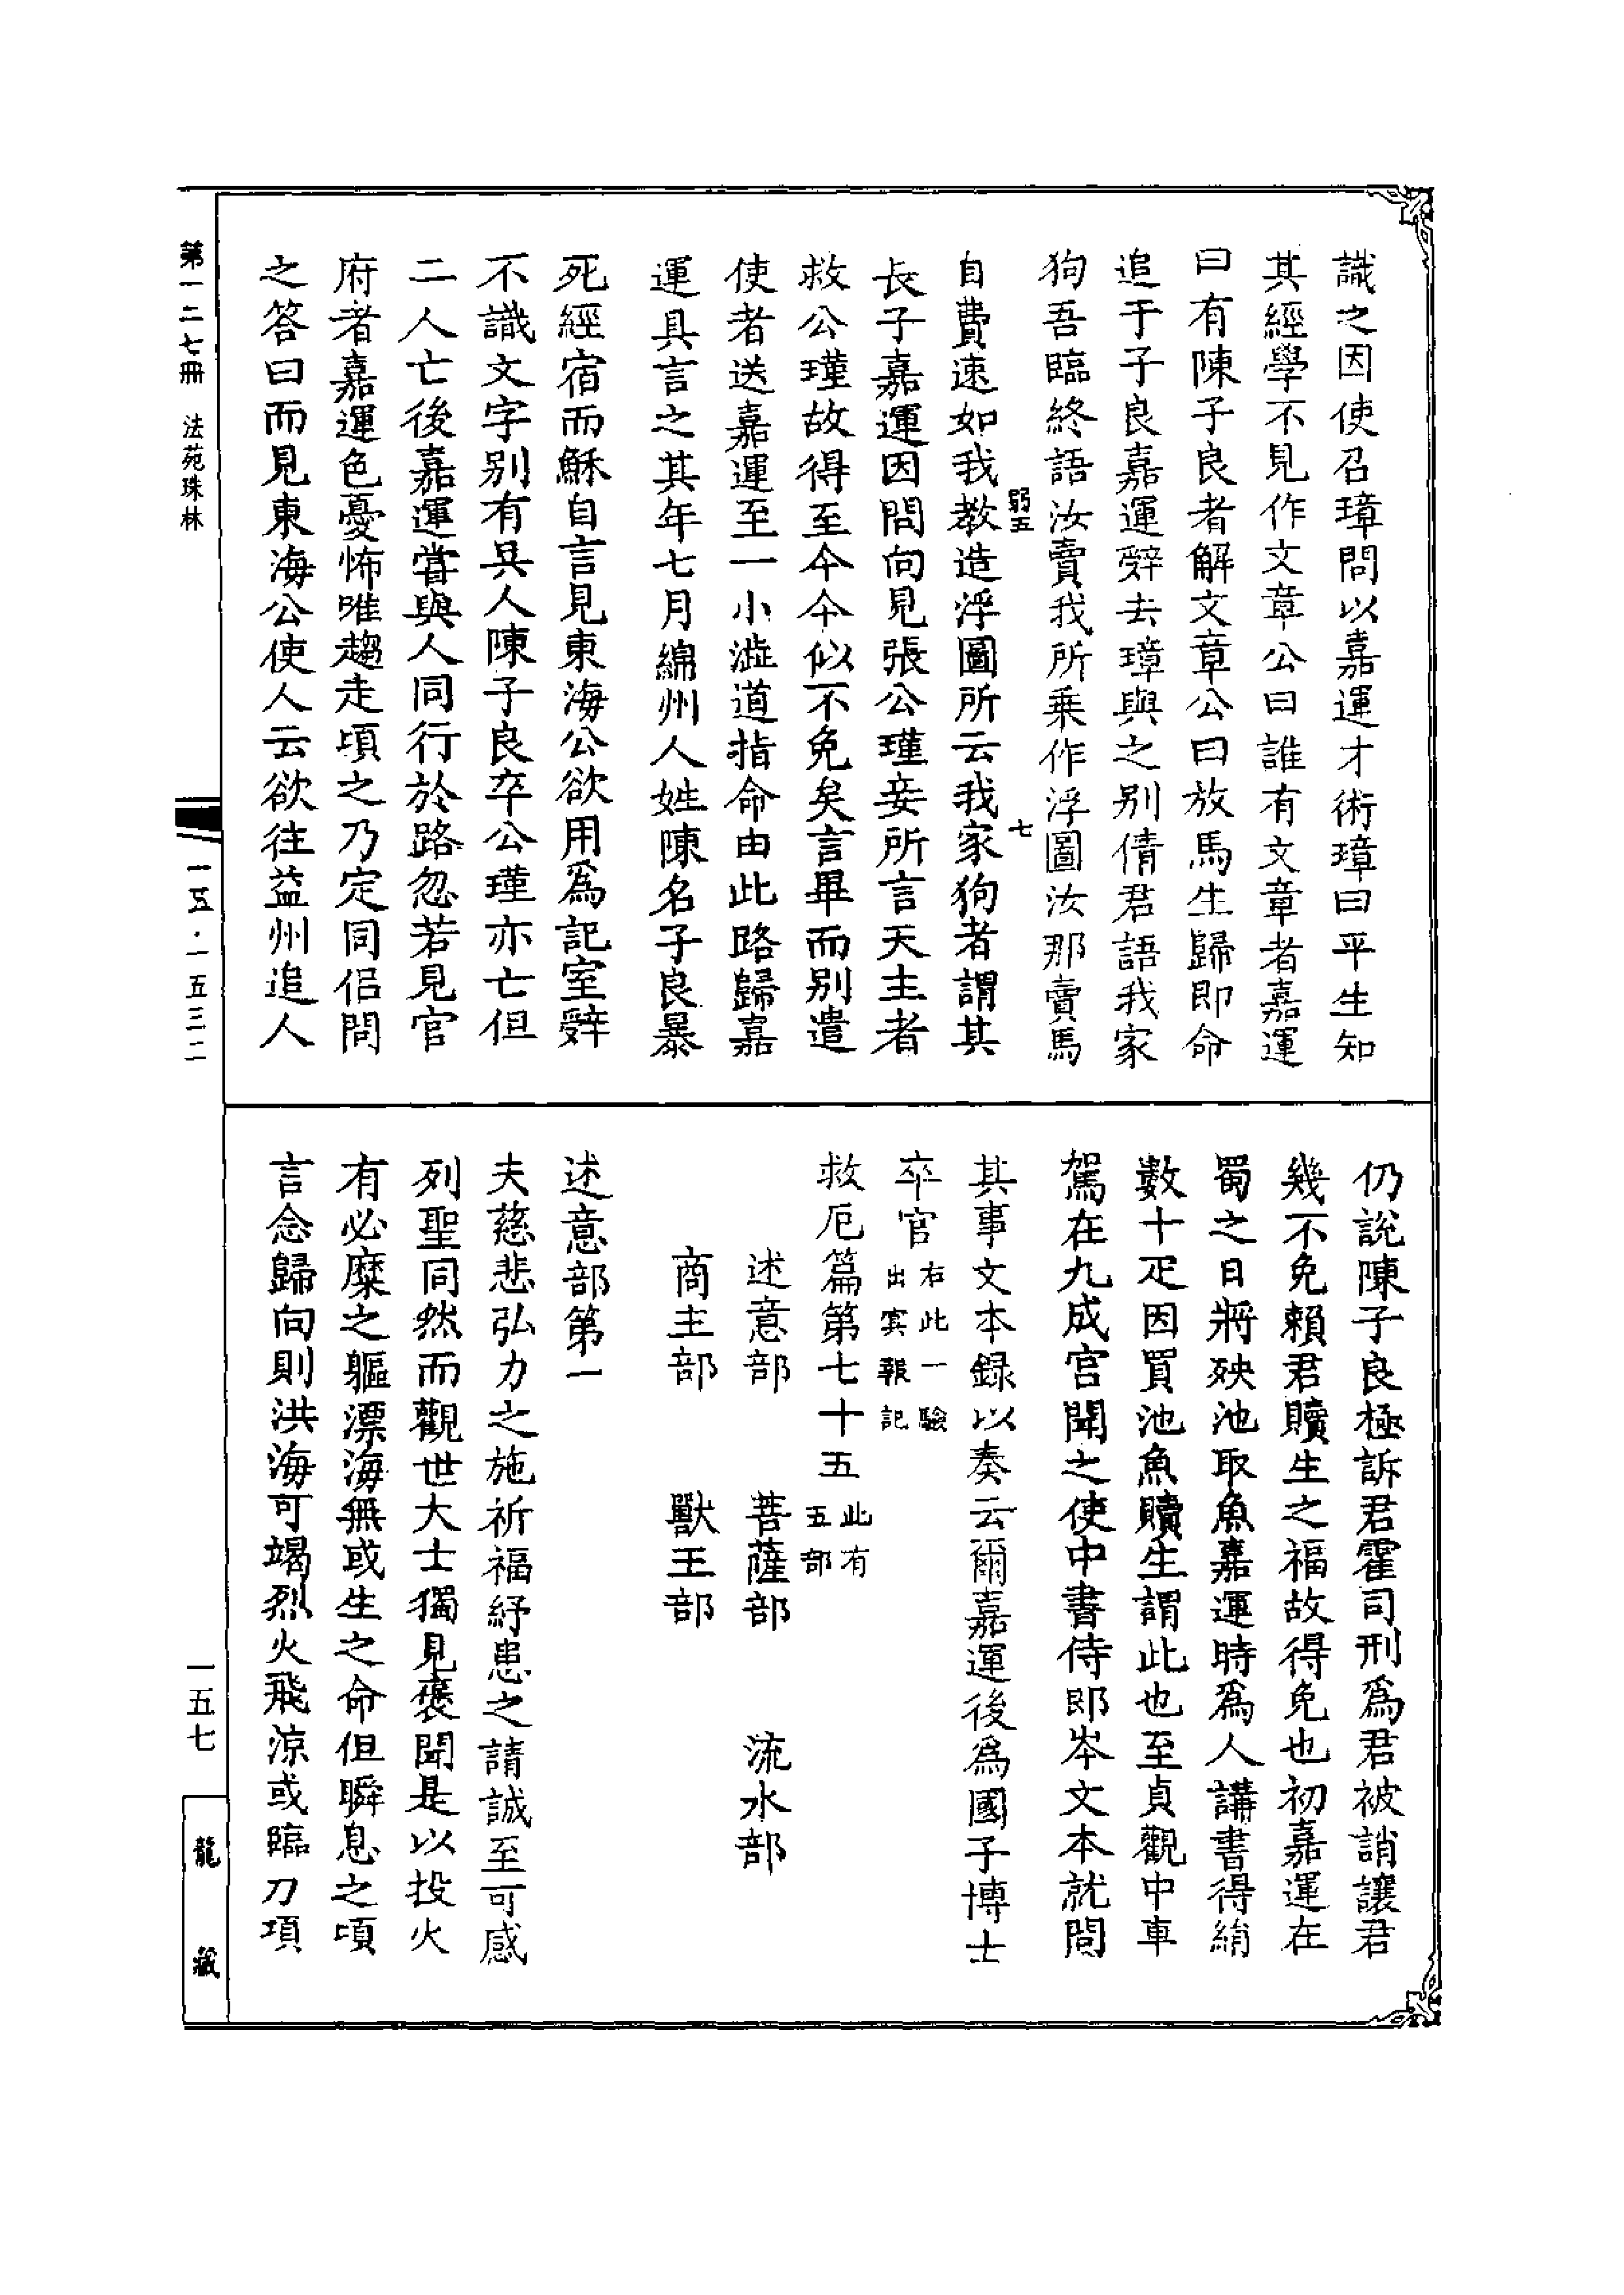 識之因使召璋問以嘉運才術璋曰平生知
其經學不見作文章公曰誰有文章者嘉運
曰有陳子良者解文章公曰放馬生歸即命
追于子良嘉運辤去璋與之别倩君語我家
狗吾臨終語汝賣我所乗作浮圖汝那賣馬
自費速如我教造浮圖所云我家狗者謂其
長子嘉運因問向見張公瑾妾所言天主者
救公瑾故得至今今似不免矣言畢而别遣
使者送嘉運至一小澁道指命由此路歸嘉
運具言之其年七月綿州人姓陳名子良暴
死經宿而穌自言見東海公欲用為記室辤
不識文字别有吳人陳子良卒公瑾亦亡但
二人亡後嘉運嘗與人同行於路忽若見官
府者嘉運色憂怖唯趨走頃之乃定同侣問
之答曰而見東海公使人云欲往益州追人
仍說陳子良極訴君霍司刑為君被誚讓君
幾不免賴君贖生之福故得免也初嘉運在
蜀之日將殃池取魚嘉運時為人講書得絹
數十疋因買池魚贖生謂此也至貞觀中車
駕在九成宫聞之使中書侍郎岑文本就問
其事文本録以奏云爾嘉運後為國子博士
卒官右此一驗出㝠報記
救厄篇第七十五此有五部
述意部 菩薩部 流水部
商主部 獸王部
述意部第一
夫慈悲弘力之施祈福紓患之請誠至可感
列聖同然而觀世大士獨見褒聞是以投火
有必糜之軀漂海無或生之命但瞬息之頃
言念歸向則洪海可竭烈火飛涼或臨刀項
七
第一二七冊 法苑珠林
一五·一五三二
一五七
龍藏